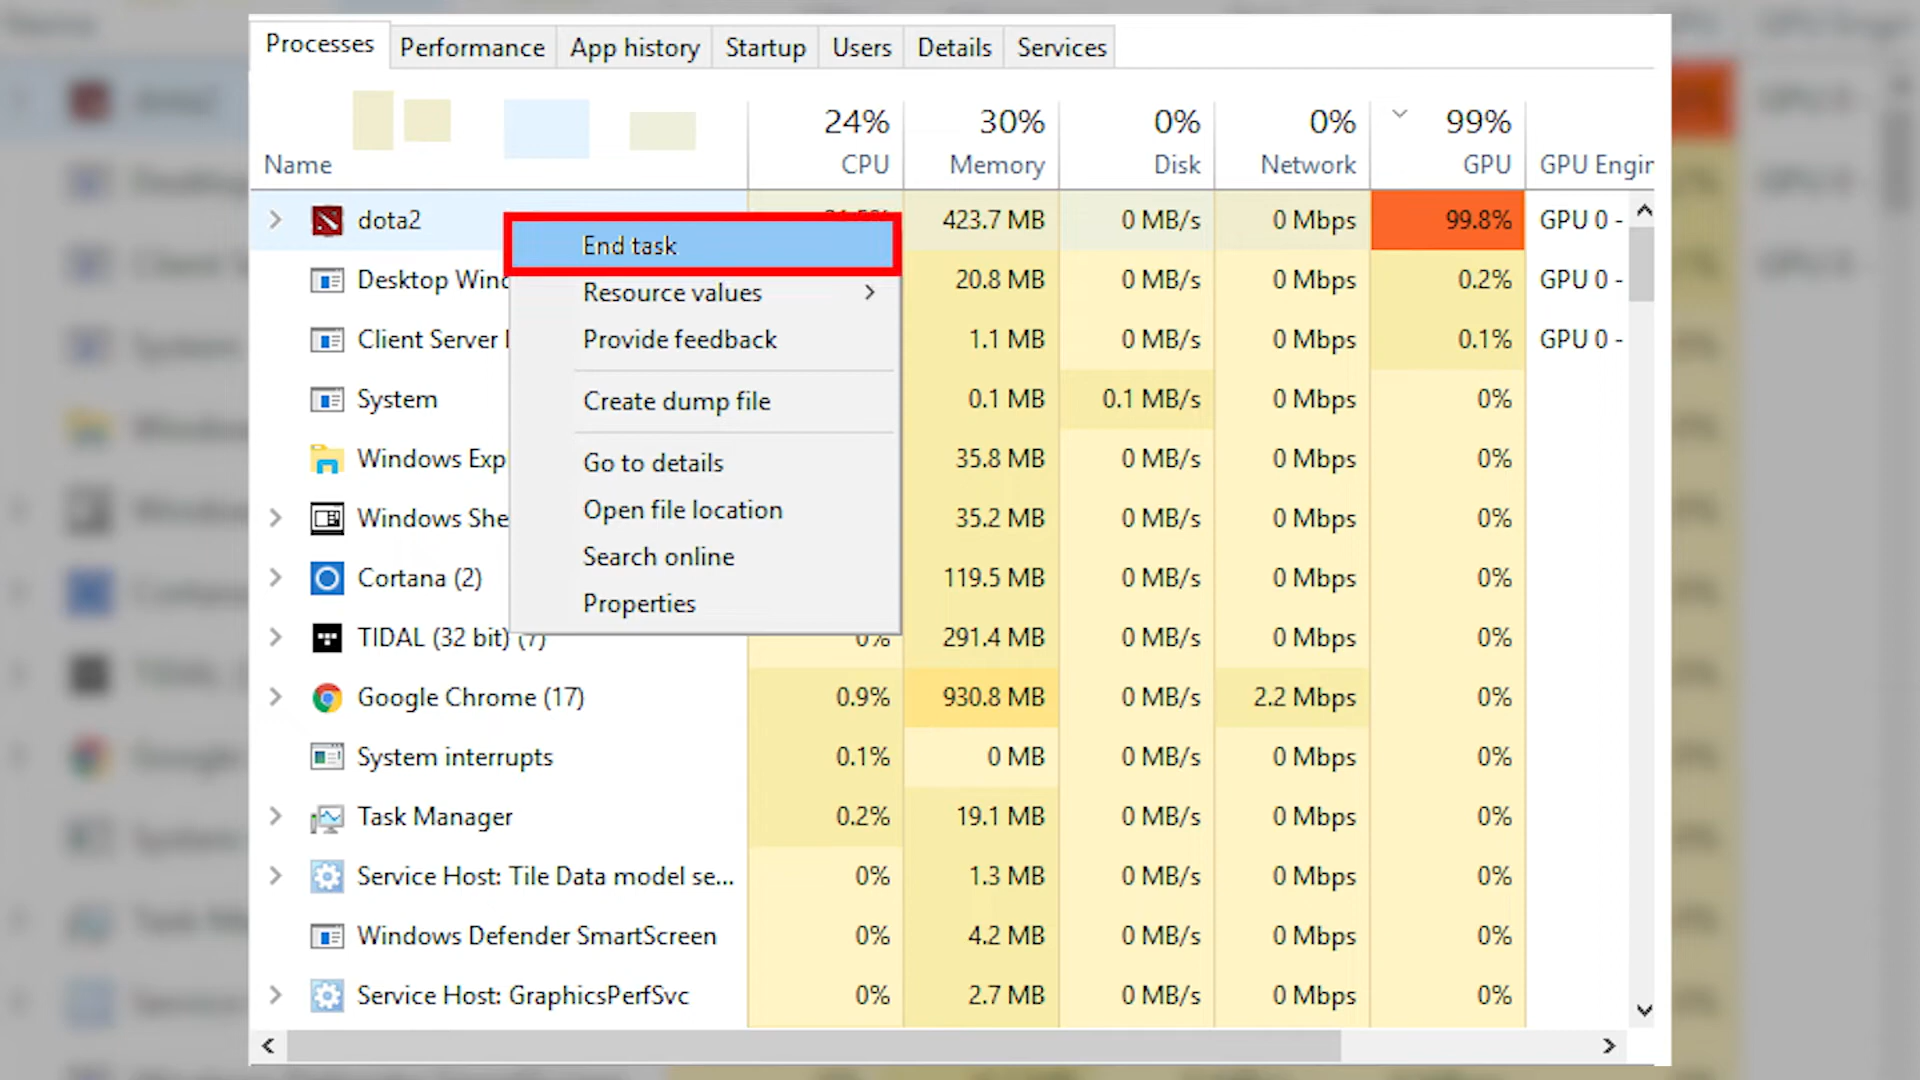 Processes Performance App history Startup Users Details Services
24% 30% 0% 0% 99%
Name CPU Memory Disk Network GPU GPU Engin
dota2 423.7 MB 0 MB/s 0 Mbps 99.8% GPU 0 -
End task
Desktop Wind 20.8 MB 0 MB/s 0 Mbps 0.2% GPU 0 -
Resource values
Client Server 1.1 MB 0 MB/s 0 Mbps 0.1% GPU 0 -
Provide feedback
System 0.1 MB 0.1 MB/s 0 Mbps 0%
Create dump file
Windows Exp 35.8 MB 0 MB/s 0 Mbps 0%
Go to details
Windows She 35.2 MB 0 MB/s 0 Mbps 0%
Open file location
Search online
Cortana (2) 119.5 MB 0 MB/s 0 Mbps 0%
Properties
TIDAL (32 bit) (7) 0% 291.4 MB 0 MB/s 0 Mbps 0%
Google Chrome (17) 0.9% 930.8 MB 0 MB/s 2.2 Mbps 0%
System interrupts 0.1% 0 MB 0 MB/s 0 Mbps 0%
Task Manager 0.2% 19.1 MB 0 MB/s 0 Mbps 0%
Service Host: Tile Data model se... 0% 1.3 MB 0 MB/s 0 Mbps 0%
Windows Defender SmartScreen 0% 4.2 MB 0 MB/s 0 Mbps 0%
Service Host: GraphicsPerfSvc 0% 2.7 MB 0 MB/s 0 Mbps 0%